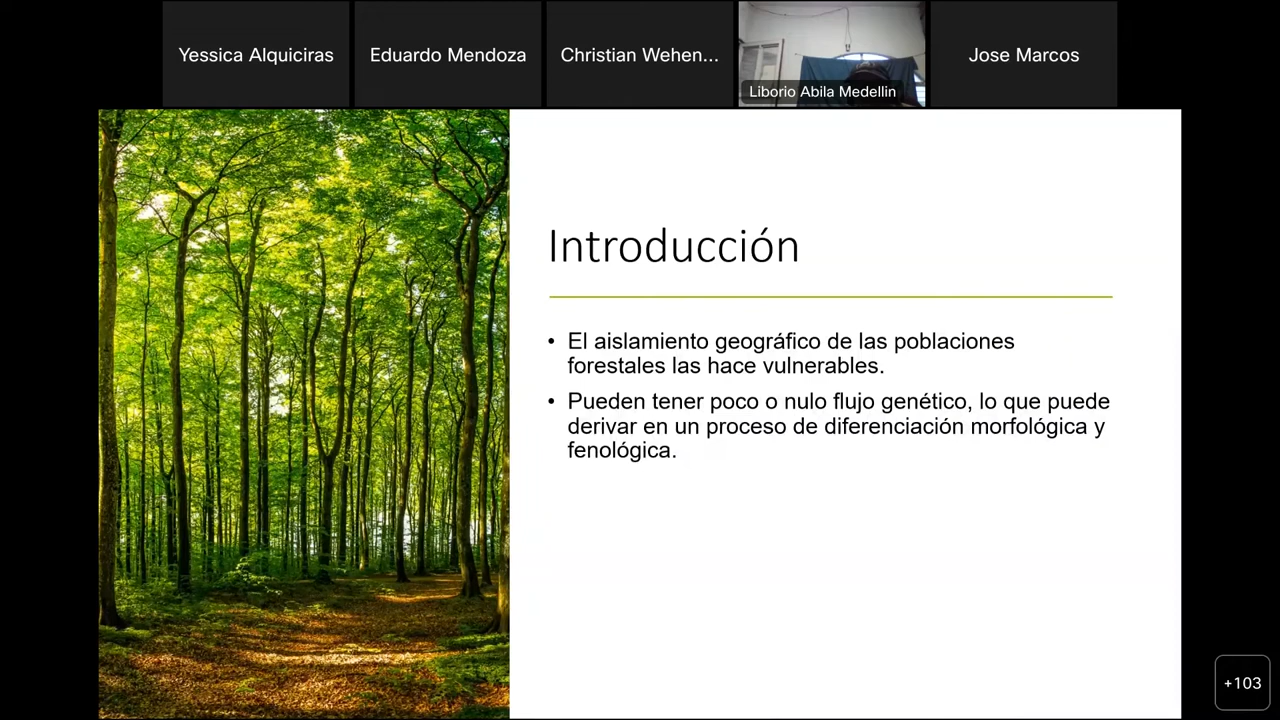 Yessica Alquiciras
Eduardo Mendoza
Christian Wehen...
Liborio Abila Medellin
Jose Marcos
Introducción
• El aislamiento geográfico de las poblaciones
forestales las hace vulnerables.
• Pueden tener poco o nulo flujo genético, lo que puede
derivar en un proceso de diferenciación morfológica y
fenológica.
+103